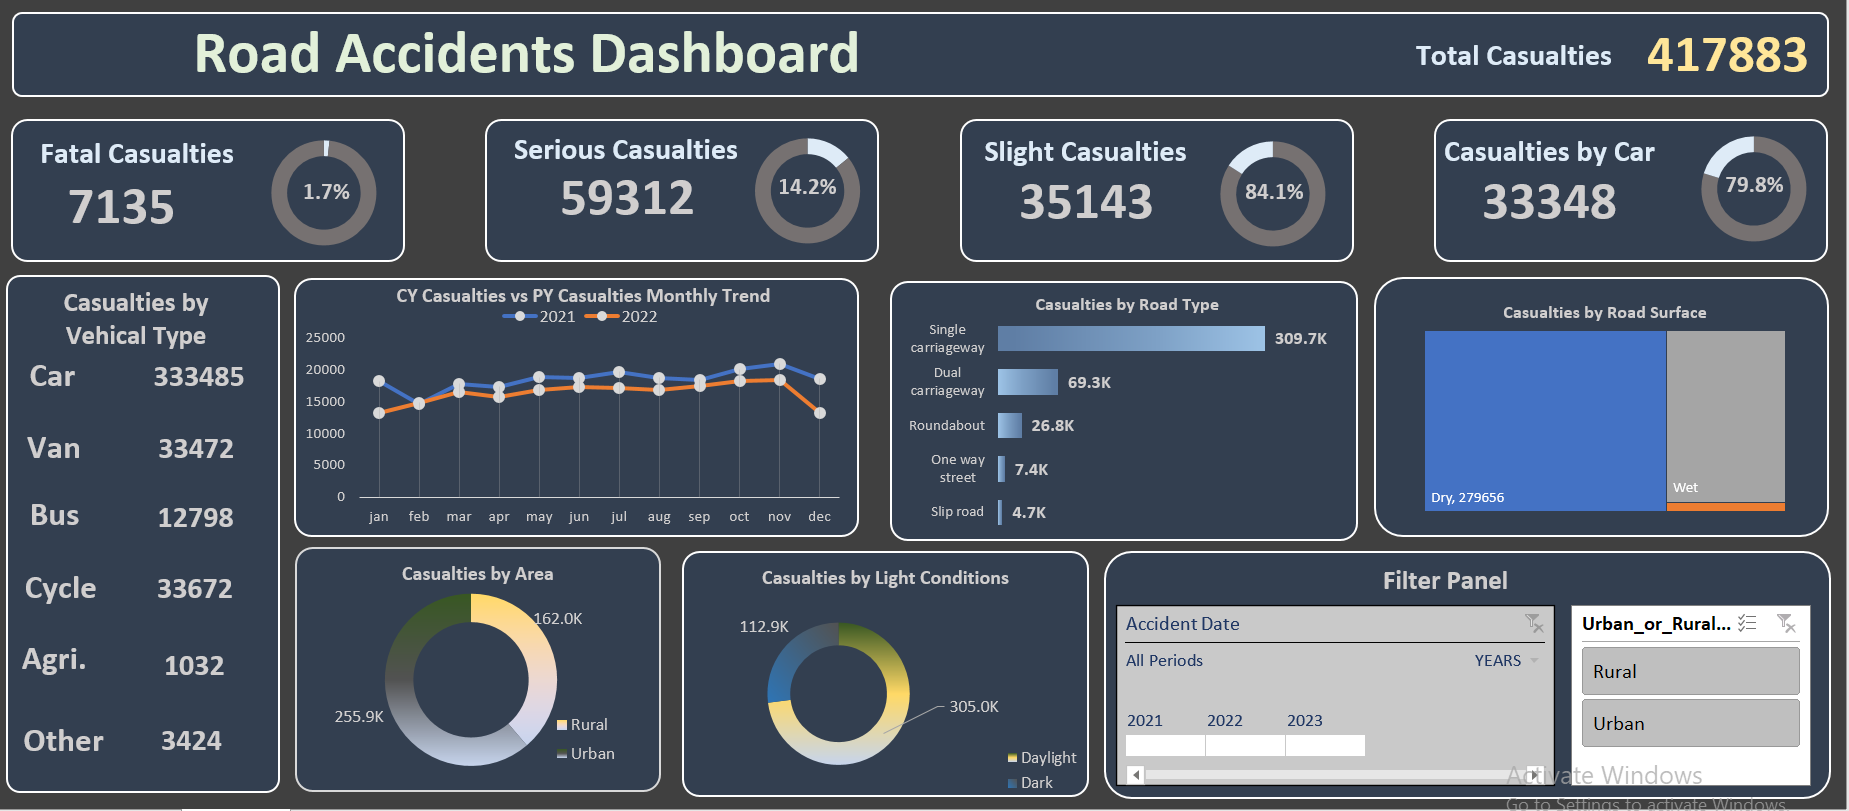 Road Accidents Dashboard
Total Casualties 417883
Fatal Casualties
7135
1.7%
Serious Casualties
59312
14.2%
Slight Casualties
35143
84.1%
Casualties by Car
33348
79.8%
Casualties by
Vehical Type
Car 333485
Van 33472
Bus 12798
Cycle 33672
Agri. 1032
Other 3424
CY Casualties vs PY Casualties Monthly Trend
2021 2022
25000
20000
15000
10000
5000
0
jan feb mar apr may jun jul aug sep oct nov dec
Casualties by Road Type
Single
carriageway
309.7K
Dual
carriageway
69.3K
Roundabout 26.8K
One way
street
7.4K
Slip road 4.7K
Casualties by Road Surface
Dry, 279656
Wet
Casualties by Area
162.0K
255.9K
Rural
Urban
Casualties by Light Conditions
112.9K
305.0K
Daylight
Dark
Filter Panel
Accident Date
All Periods YEARS
2021 2022 2023
Urban_or_Rural...
Rural
Urban
Activate Windows
Go to Settings to activate Windows.